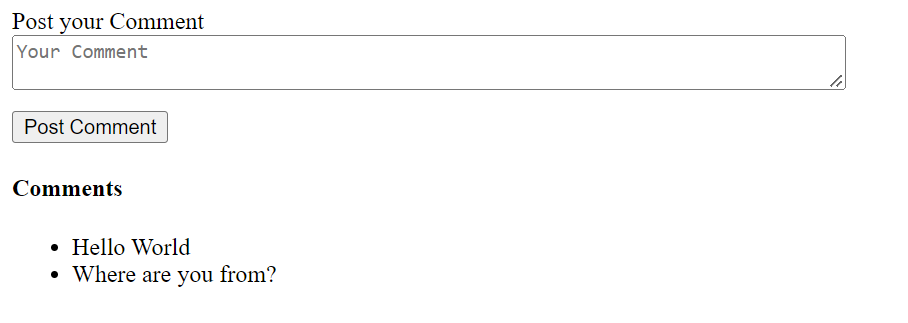 Post your Comment
Your Comment
Post Comment
Comments
Hello World
Where are you from?